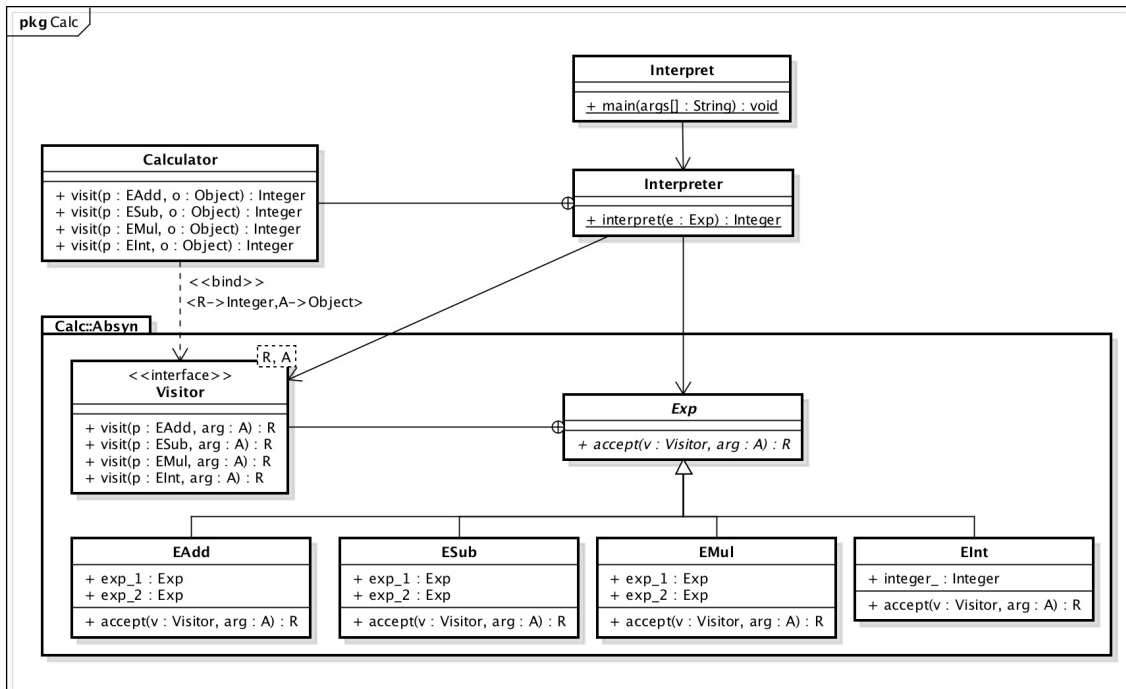 pkg Calc
Interpret
+ main(args[] : String) : void
Calculator
+ visit(p : EAdd, o : Object) : Integer
+ visit(p : ESub, o : Object) : Integer
+ visit(p : EMul, o : Object) : Integer
+ visit(p : EInt, o : Object) : Integer
Interpreter
+ interpret(e : Exp) : Integer
<<bind>>
<R->Integer,A->Object>
Calc::Absyn
R, A
<<interface>>
Visitor
+ visit(p : EAdd, arg : A) : R
+ visit(p : ESub, arg : A) : R
+ visit(p : EMul, arg : A) : R
+ visit(p : EInt, arg : A) : R
Exp
+ accept(v : Visitor, arg : A) : R
EAdd
+ exp_1 : Exp
+ exp_2 : Exp
+ accept(v : Visitor, arg : A) : R
ESub
+ exp_1 : Exp
+ exp_2 : Exp
+ accept(v : Visitor, arg : A) : R
EMul
+ exp_1 : Exp
+ exp_2 : Exp
+ accept(v : Visitor, arg : A) : R
EInt
+ integer_ : Integer
+ accept(v : Visitor, arg : A) : R